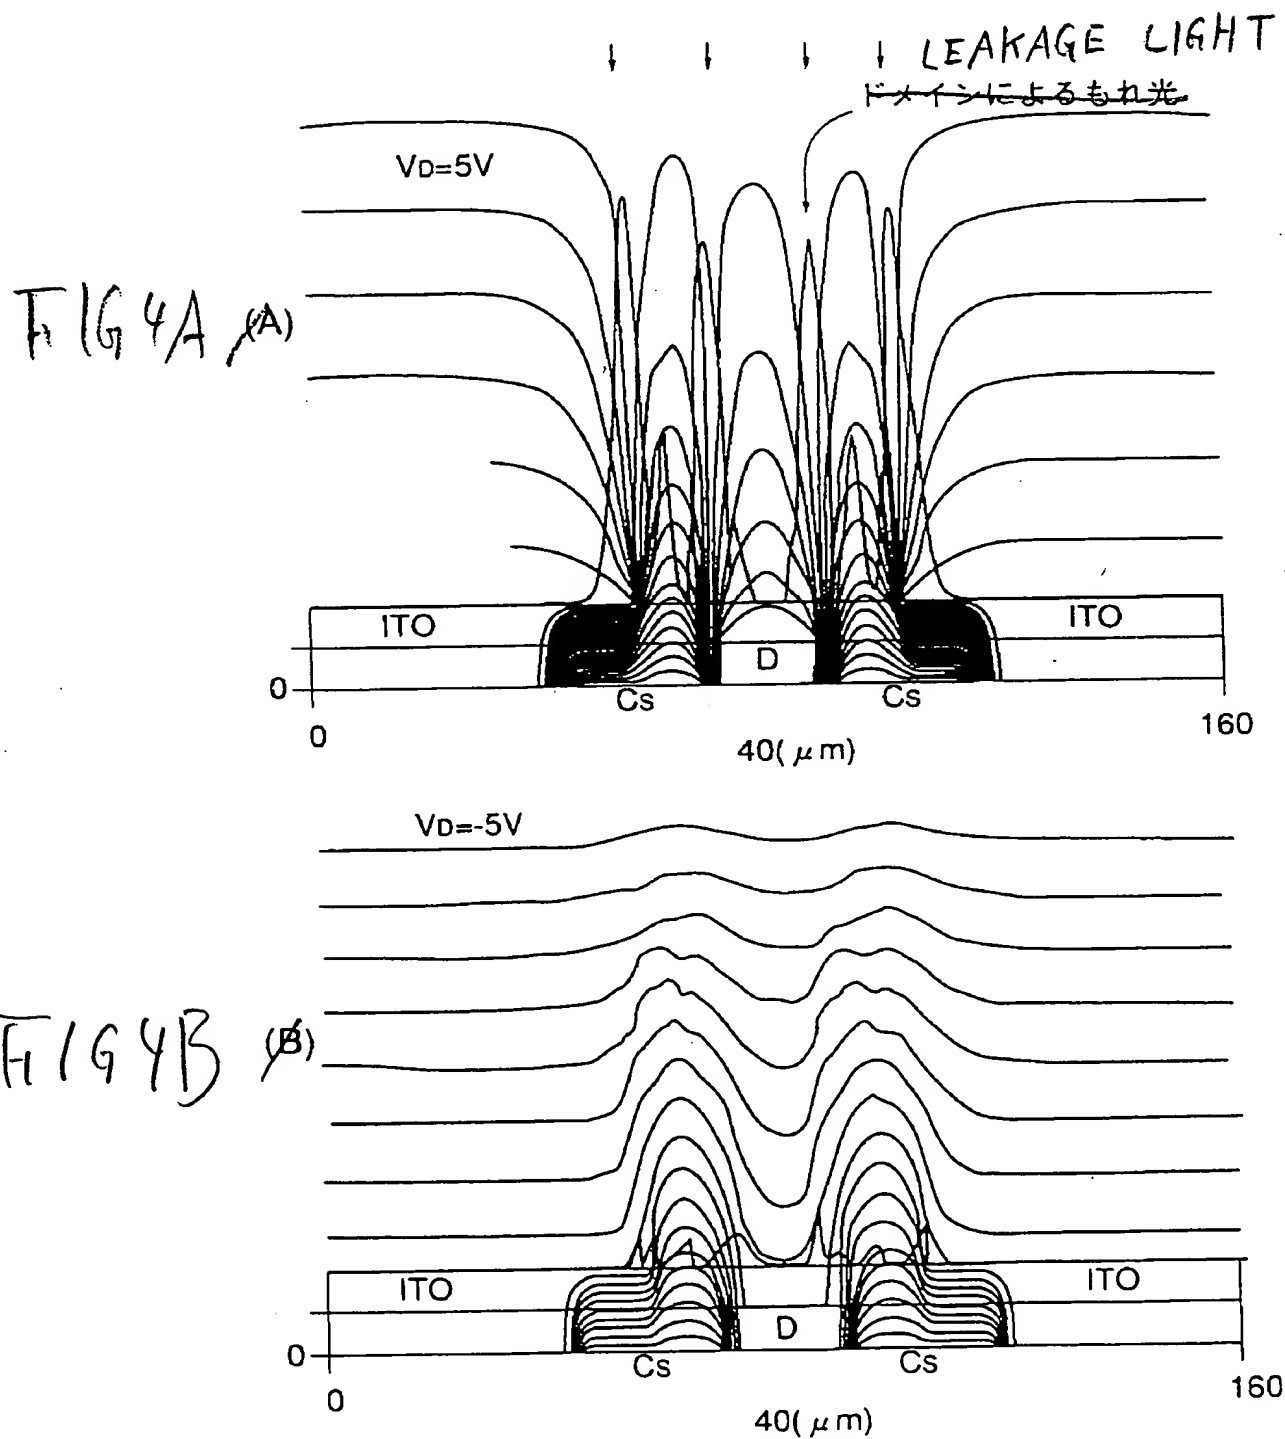 LEAKAGE LIGHT
ドメインによるもれ光
VD=5V
FIG 4A (A)
ITO
ITO
D
0
Cs
Cs
0
160
40(μm)
VD=-5V
FIG 4B (B)
ITO
ITO
D
0
Cs
Cs
0
160
40(μm)